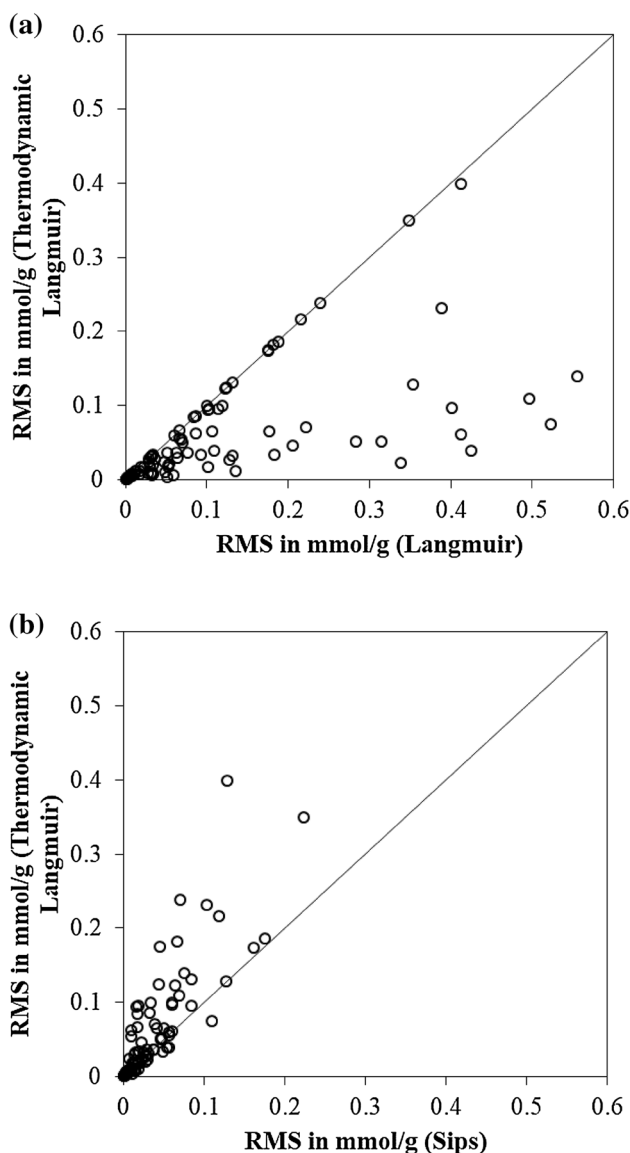 (a)
0.6
0.5
0.4
0.3
0.2
0.1
0
RMS in mmol/g (Thermodynamic
Langmuir)
0 0.1 0.2 0.3 0.4 0.5 0.6
RMS in mmol/g (Langmuir)
(b)
0.6
0.5
0.4
0.3
0.2
0.1
0
RMS in mmol/g (Thermodynamic
Langmuir)
0 0.1 0.2 0.3 0.4 0.5 0.6
RMS in mmol/g (Sips)